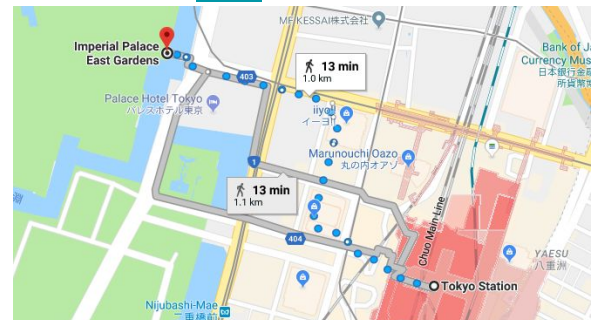 MF KESSAI株式会社
Imperial Palace
East Gardens
403
13 min
1.0 km
Bank of J
Currency Mus
日本銀行金
所貨幣
Palace Hotel Tokyo
パレスホテル東京
iiyo!!
イーヨ!!
Marunouchi Oazo
丸の内オアゾ
1
13 min
1.1 km
Chuo Main Line
404
YAESU
八重洲
Tokyo Station
Nijubashi-Mae
二重橋前